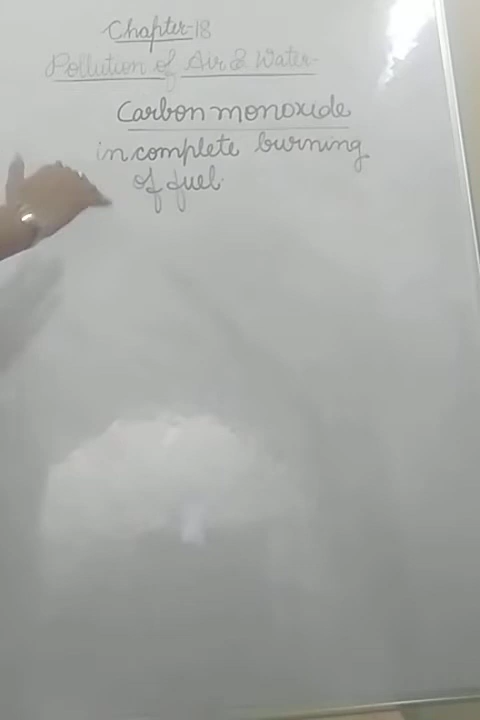 Chapter-18
Pollution of Air & Water-
Carbon monoxide
incomplete burning
of fuel.